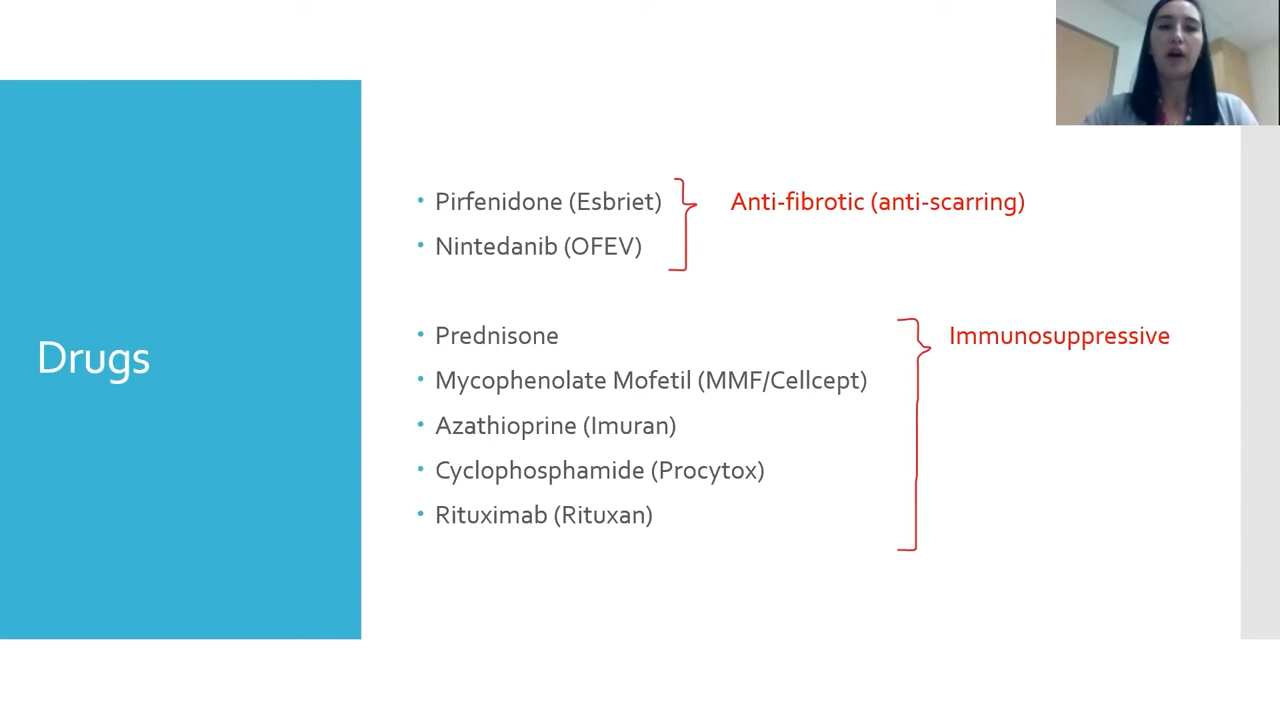 Drugs
• Pirfenidone (Esbriet)
Anti-fibrotic (anti-scarring)
• Nintedanib (OFEV)
• Prednisone
Immunosuppressive
• Mycophenolate Mofetil (MMF/Cellcept)
• Azathioprine (Imuran)
• Cyclophosphamide (Procytox)
• Rituximab (Rituxan)